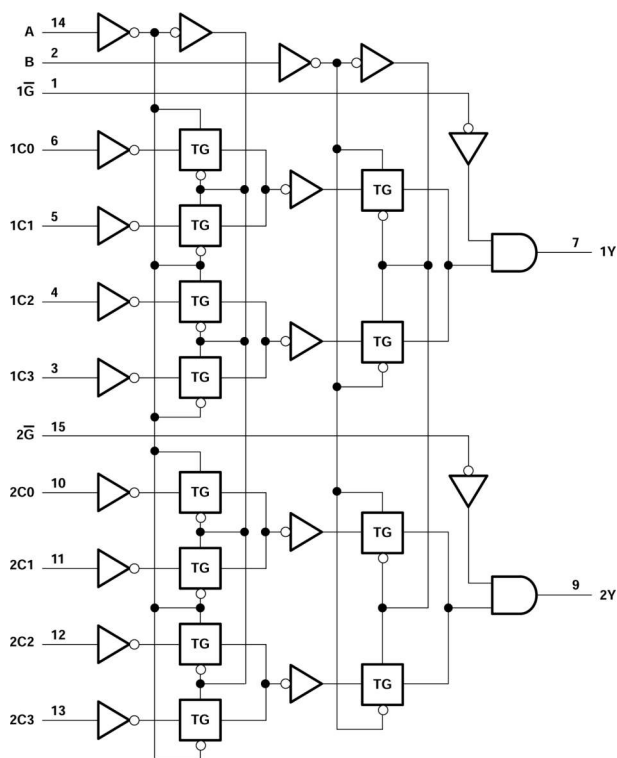 A 14
B 2
1G̅ 1
1C0 6 TG
TG
1C1 5 TG
7 1Y
1C2 4 TG
TG
1C3 3 TG
2G̅ 15
2C0 10 TG
TG
2C1 11 TG
9 2Y
2C2 12 TG
TG
2C3 13 TG